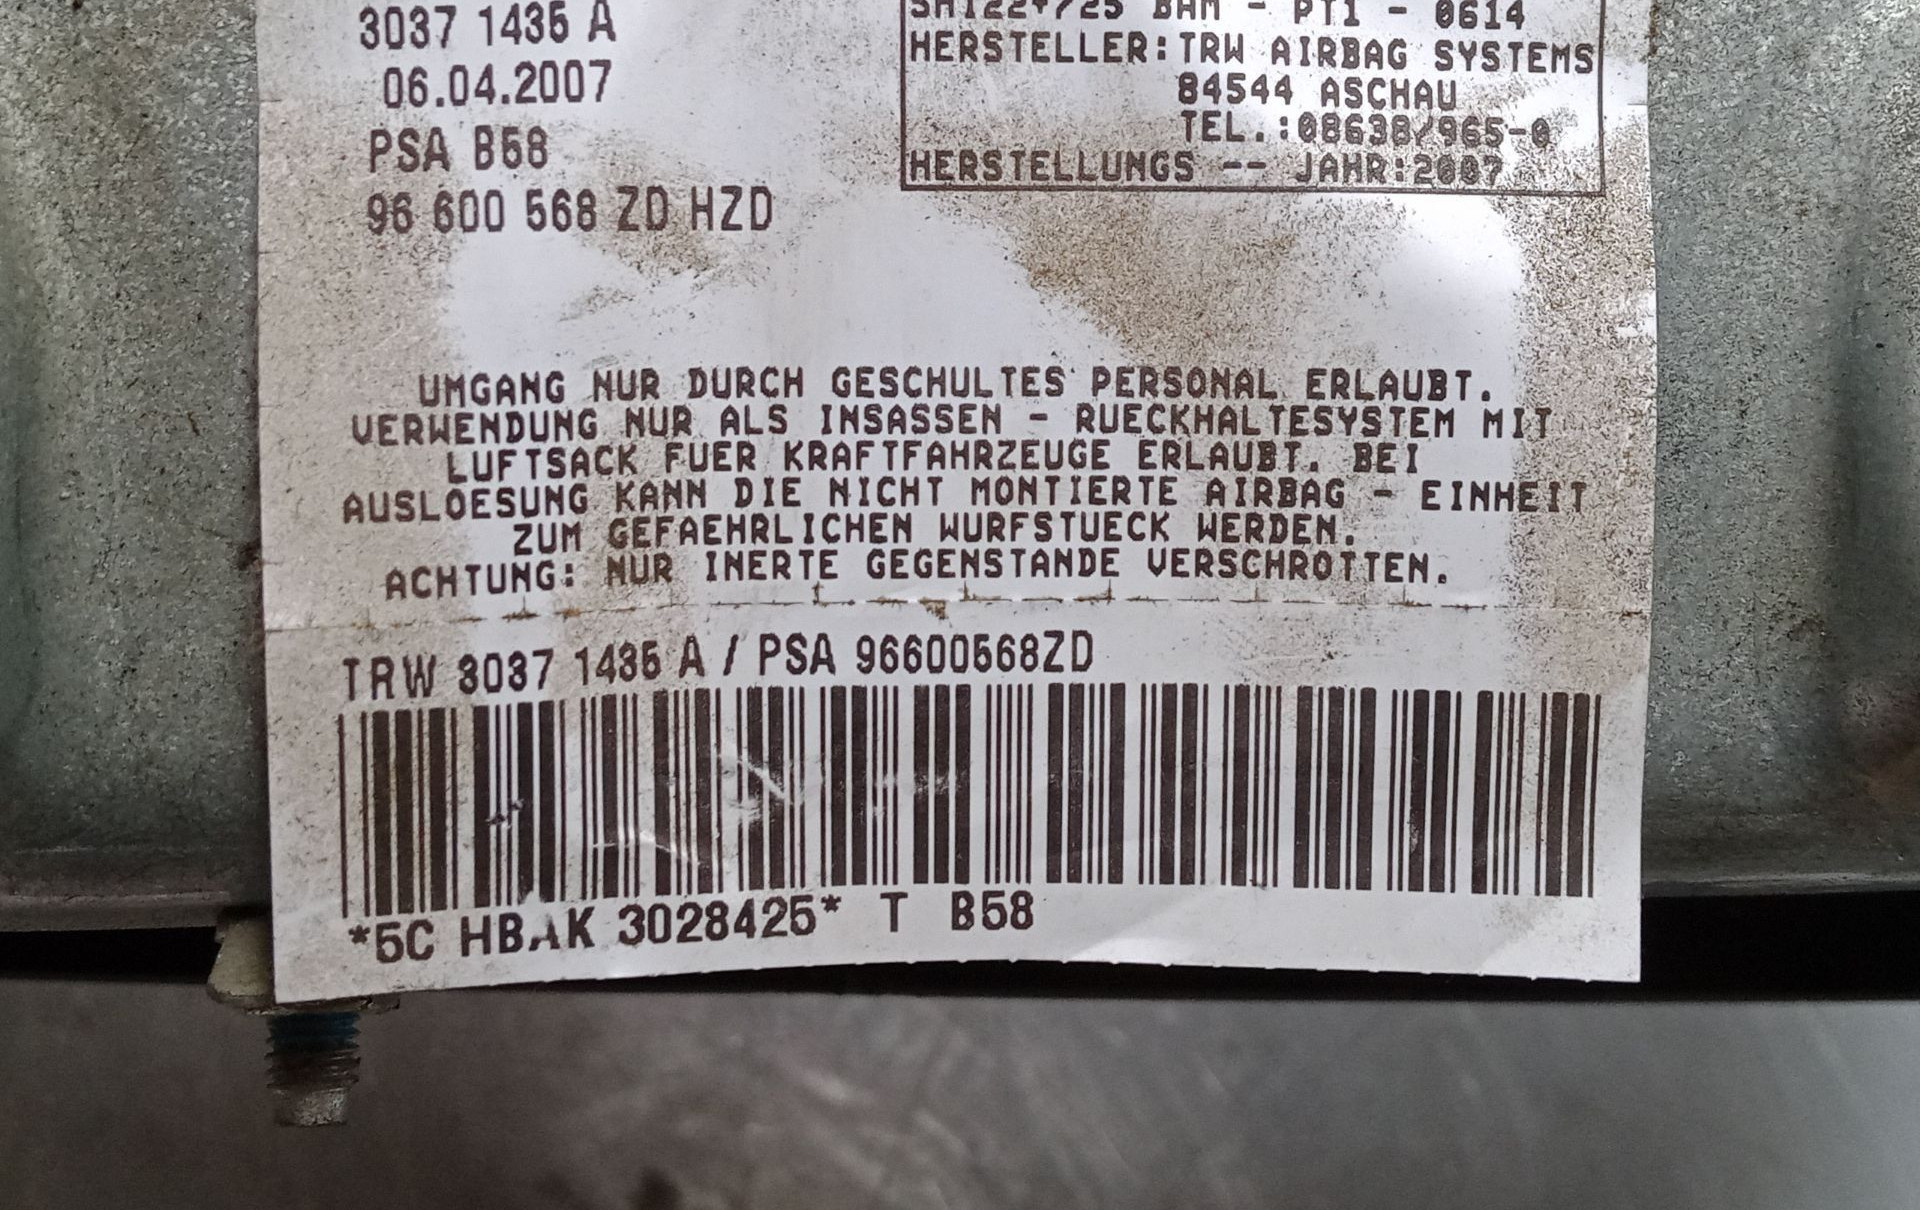 3037 1435 A
06.04.2007
PSA B58
96 600 568 ZD HZD
BAM - PT1 - 0614
HERSTELLER: TRW AIRBAG SYSTEMS
84544 ASCHAU
TEL.:08638/965-0
HERSTELLUNGS -- JAHR:2007
UMGANG NUR DURCH GESCHULTES PERSONAL ERLAUBT.
VERWENDUNG NUR ALS INSASSEN - RUECKHALTESYSTEM MIT
LUFTSACK FUER KRAFTFAHRZEUGE ERLAUBT. BEI
AUSLOESUNG KANN DIE NICHT MONTIERTE AIRBAG - EINHEIT
ZUM GEFAEHRLICHEN WURFSTUECK WERDEN.
ACHTUNG: NUR INERTE GEGENSTANDE VERSCHROTTEN.
TRW 3037 1435 A / PSA 96600568ZD
*5C HBAK 3028425* T B58